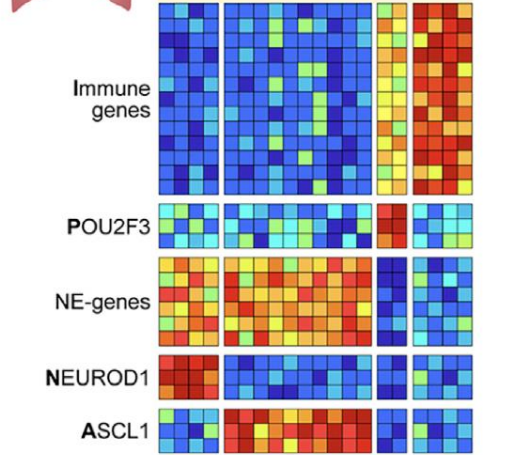 Immune
genes
POU2F3
NE-genes
NEUROD1
ASCL1